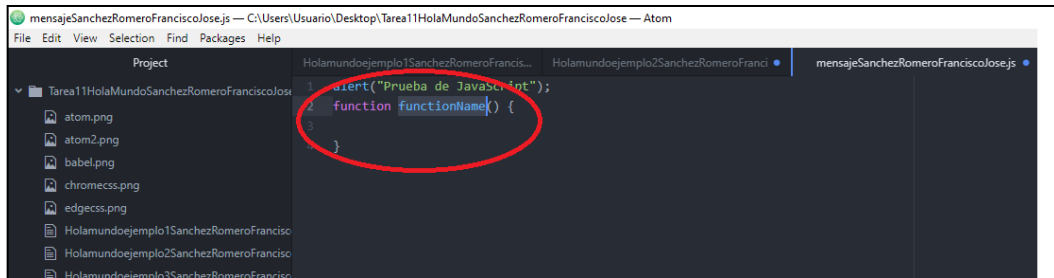 mensajeSanchezRomeroFranciscoJose.js — C:\Users\Usuario\Desktop\Tarea11HolaMundoSanchezRomeroFranciscoJose — Atom
File Edit View Selection Find Packages Help
Project
Holamundoejemplo1SanchezRomeroFrancis...
Holamundoejemplo2SanchezRomeroFranci
mensajeSanchezRomeroFranciscoJose.js
Tarea11HolaMundoSanchezRomeroFranciscoJose
atom.png
atom2.png
babel.png
chromecss.png
edgecss.png
Holamundoejemplo1SanchezRomeroFrancisc
Holamundoejemplo2SanchezRomeroFrancisc
Holamundoejemplo3SanchezRomeroFrancisc
1 alert("Prueba de JavaScript");
2 function functionName() {
3
4 }